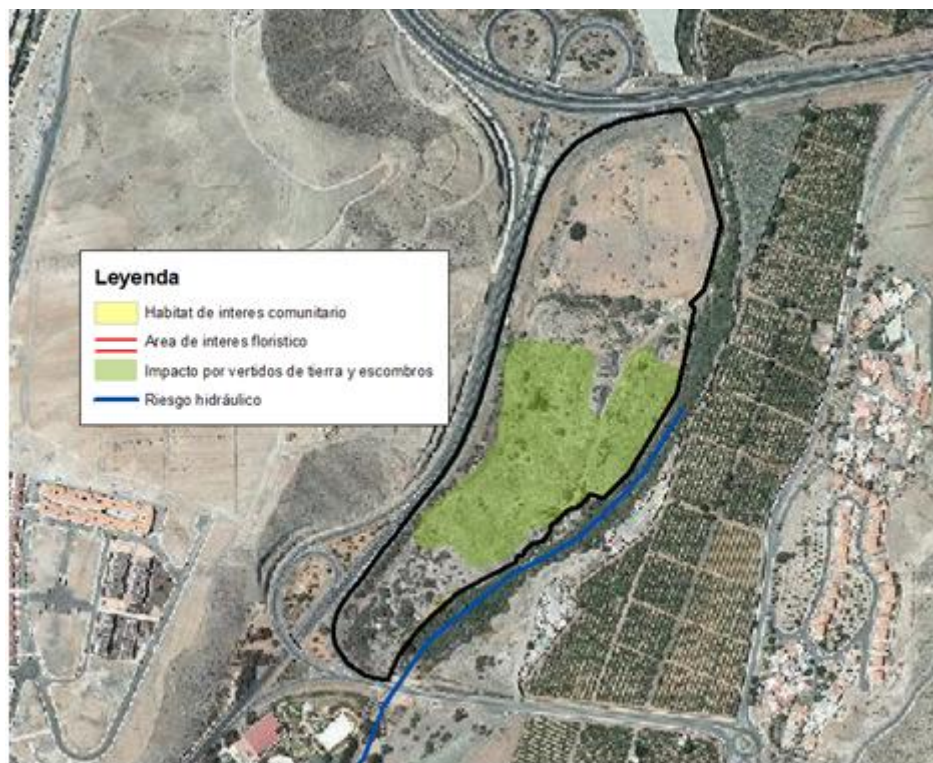 Leyenda
Habitat de interes comunitario
Area de interes floristico
Impacto por vertidos de tierra y escombros
Riesgo hidráulico